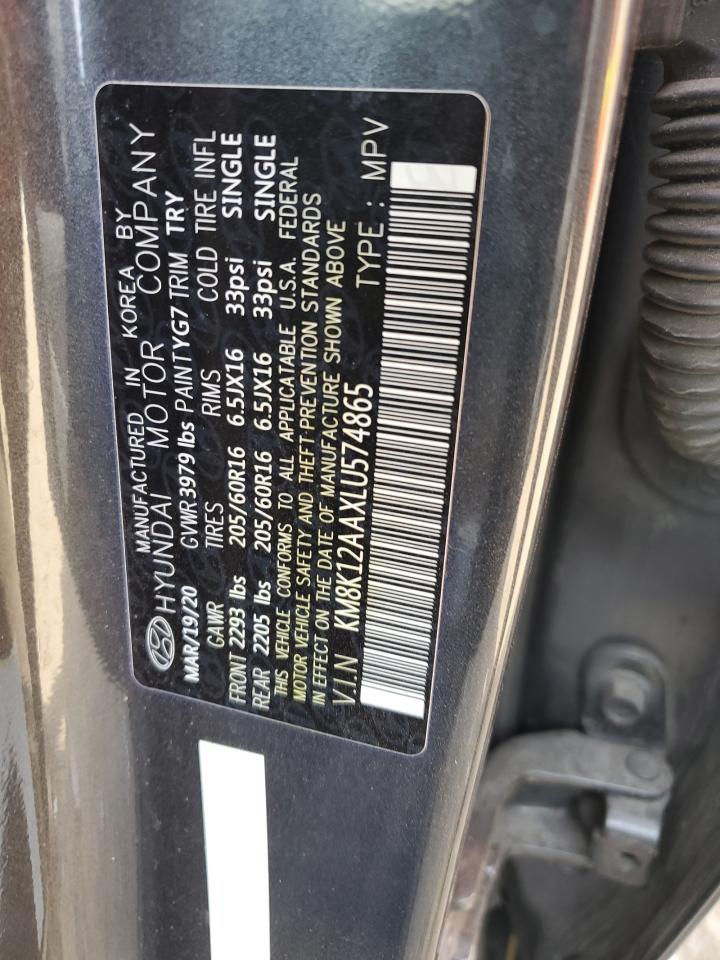 MANUFACTURED IN KOREA BY
HYUNDAI MOTOR COMPANY
MAR/19/20 GVWR 3979 lbs PAINT YG7 TRIM TRY
GAWR TIRES RIMS COLD TIRE INFL
FRONT 2293 lbs 205/60R16 6.5JX16 33psi SINGLE
REAR 2205 lbs 205/60R16 6.5JX16 33psi SINGLE
THIS VEHICLE CONFORMS TO ALL APPLICATABLE U.S.A. FEDERAL
MOTOR VEHICLE SAFETY AND THEFT-PREVENTION STANDARDS
IN EFFECT ON THE DATE OF MANUFACTURE SHOWN ABOVE
V.I.N KM8K12AAXLU574865 TYPE : MPV